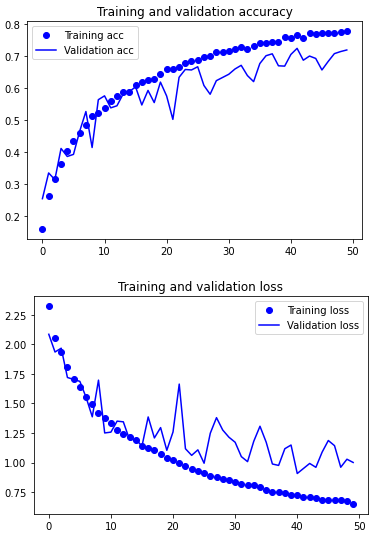 Training and validation accuracy
0.8
0.7
0.6
0.5
0.4
0.3
0.2
Training acc
Validation acc
0 10 20 30 40 50
Training and validation loss
2.25
2.00
1.75
1.50
1.25
1.00
0.75
Training loss
Validation loss
0 10 20 30 40 50